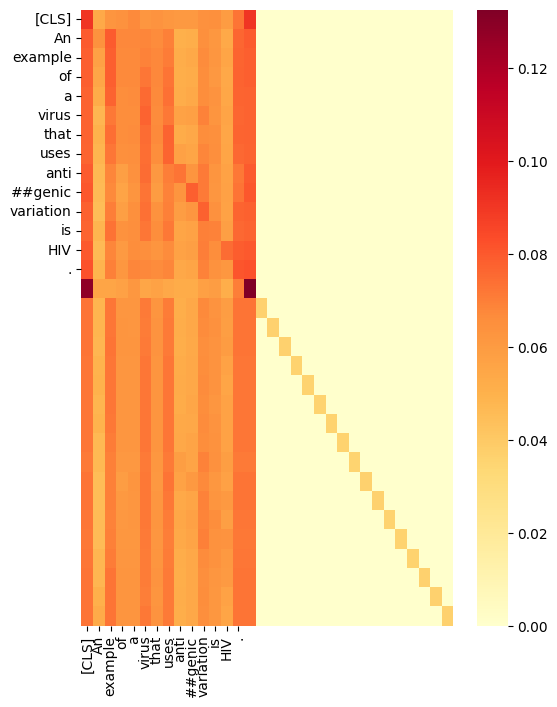 [CLS]
An
example
of
a
virus
that
uses
anti
##genic
variation
is
HIV
.
0.12
0.10
0.08
0.06
0.04
0.02
0.00
[CLS]
An
example
of
a
virus
that
uses
anti
##genic
variation
is
HIV
.